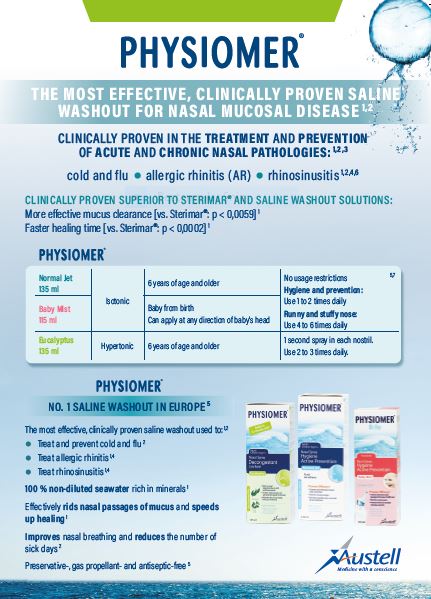 PHYSIOMER®
THE MOST EFFECTIVE, CLINICALLY PROVEN SALINE
WASHOUT FOR NASAL MUCOSAL DISEASE 1,2
CLINICALLY PROVEN IN THE TREATMENT AND PREVENTION
OF ACUTE AND CHRONIC NASAL PATHOLOGIES: 1,2,3
cold and flu ● allergic rhinitis (AR) ● rhinosinusitis 1,2,4,6
CLINICALLY PROVEN SUPERIOR TO STERIMAR® AND SALINE WASHOUT SOLUTIONS:
More effective mucus clearance [vs. Sterimar®: p < 0,0059] 1
Faster healing time [vs. Sterimar®: p < 0,0002] 1
PHYSIOMER®
Normal Jet
135 ml
Isotonic
6 years of age and older
No usage restrictions
Hygiene and prevention:
Use 1 to 2 times daily
Runny and stuffy nose:
Use 4 to 6 times daily
Baby Mist
115 ml
Baby from birth
Can apply at any direction of baby's head
Eucalyptus
135 ml
Hypertonic
6 years of age and older
1 second spray in each nostril.
Use 2 to 3 times daily.
PHYSIOMER®
NO. 1 SALINE WASHOUT IN EUROPE 5
The most effective, clinically proven saline washout used to: 1,2
● Treat and prevent cold and flu 2
● Treat allergic rhinitis 1,4
● Treat rhinosinusitis 1,4
100 % non-diluted seawater rich in minerals 1
Effectively rids nasal passages of mucus and speeds
up healing 1
Improves nasal breathing and reduces the number of
sick days 2
Preservative-, gas propellant- and antiseptic-free 5
PHYSIOMER
Decongestant
PHYSIOMER
Hygiene
Active Prevention
PHYSIOMER
Hygiene
Active Prevention
Austell
Medicine with a conscience